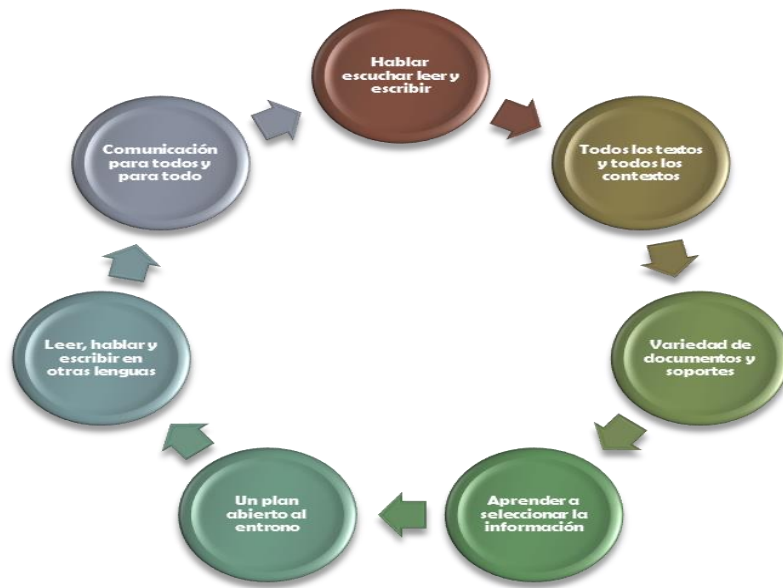 Hablar
escuchar leer y
escribir
Todos los textos
y todos los
contextos
Variedad de
documentos y
soportes
Aprender a
seleccionar la
información
Un plan
abierto al
entrono
Leer, hablar y
escribir en
otras lenguas
Comunicación
para todos y
para todo